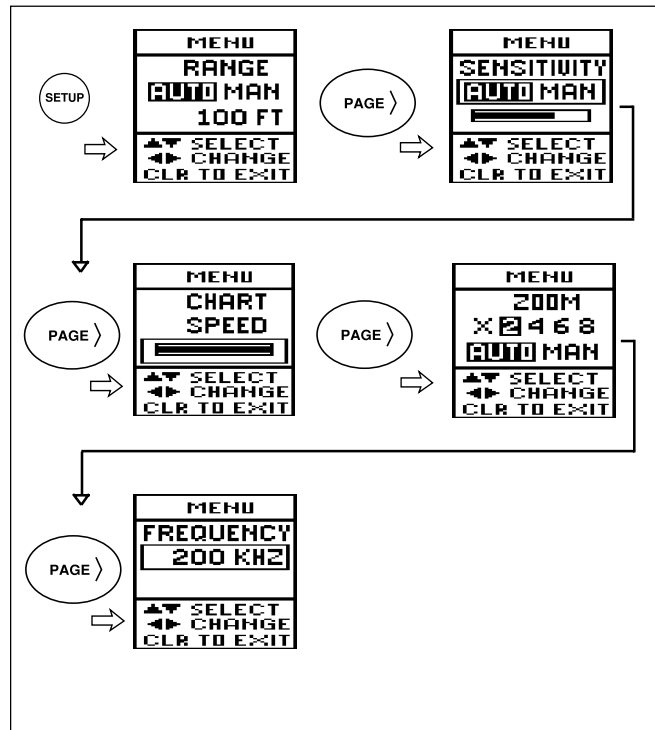 SETUP
MENU
RANGE
AUTO MAN
100 FT
▲▼ SELECT
◀▶ CHANGE
CLR TO EXIT
PAGE 〉
MENU
SENSITIVITY
AUTO MAN
▲▼ SELECT
◀▶ CHANGE
CLR TO EXIT
PAGE 〉
MENU
CHART
SPEED
▲▼ SELECT
◀▶ CHANGE
CLR TO EXIT
PAGE 〉
MENU
ZOOM
X 2 4 6 8
AUTO MAN
▲▼ SELECT
◀▶ CHANGE
CLR TO EXIT
PAGE 〉
MENU
FREQUENCY
200 KHZ
▲▼ SELECT
◀▶ CHANGE
CLR TO EXIT